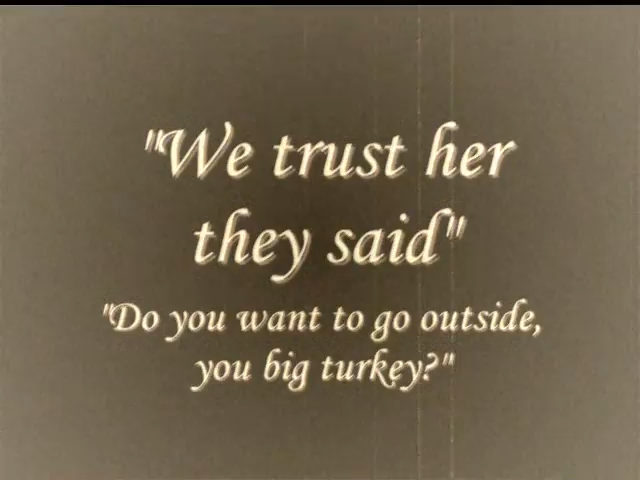 "We trust her
they said"
"Do you want to go outside,
you big turkey?"